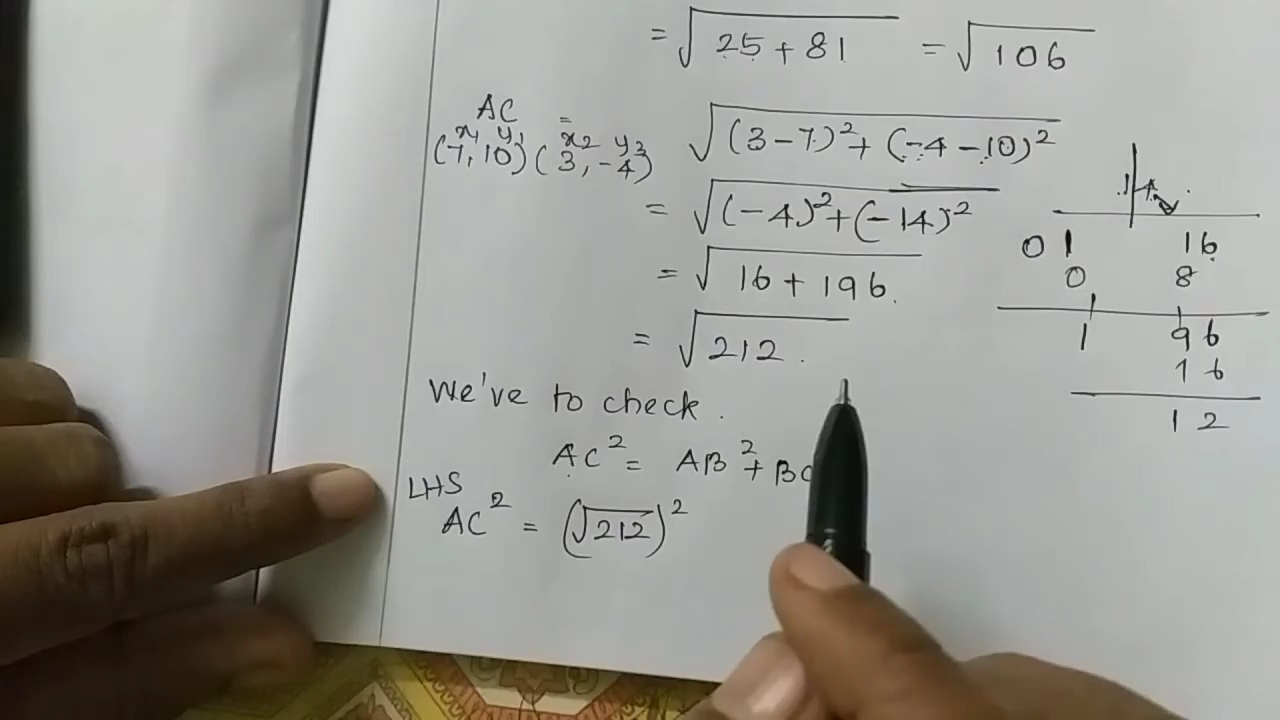 = √25 + 81 = √106
AC =
x₁ y₁ x₂ y₂
(7, 10) (3, -4) √(3 - 7)² + (-4 - 10)²
= √(-4)² + (-14)²
= √16 + 196
= √212
We've to check.
AC² = AB² + BC
LHS
AC² = (√212)²
14
01 16
0 8
1 96
16
12